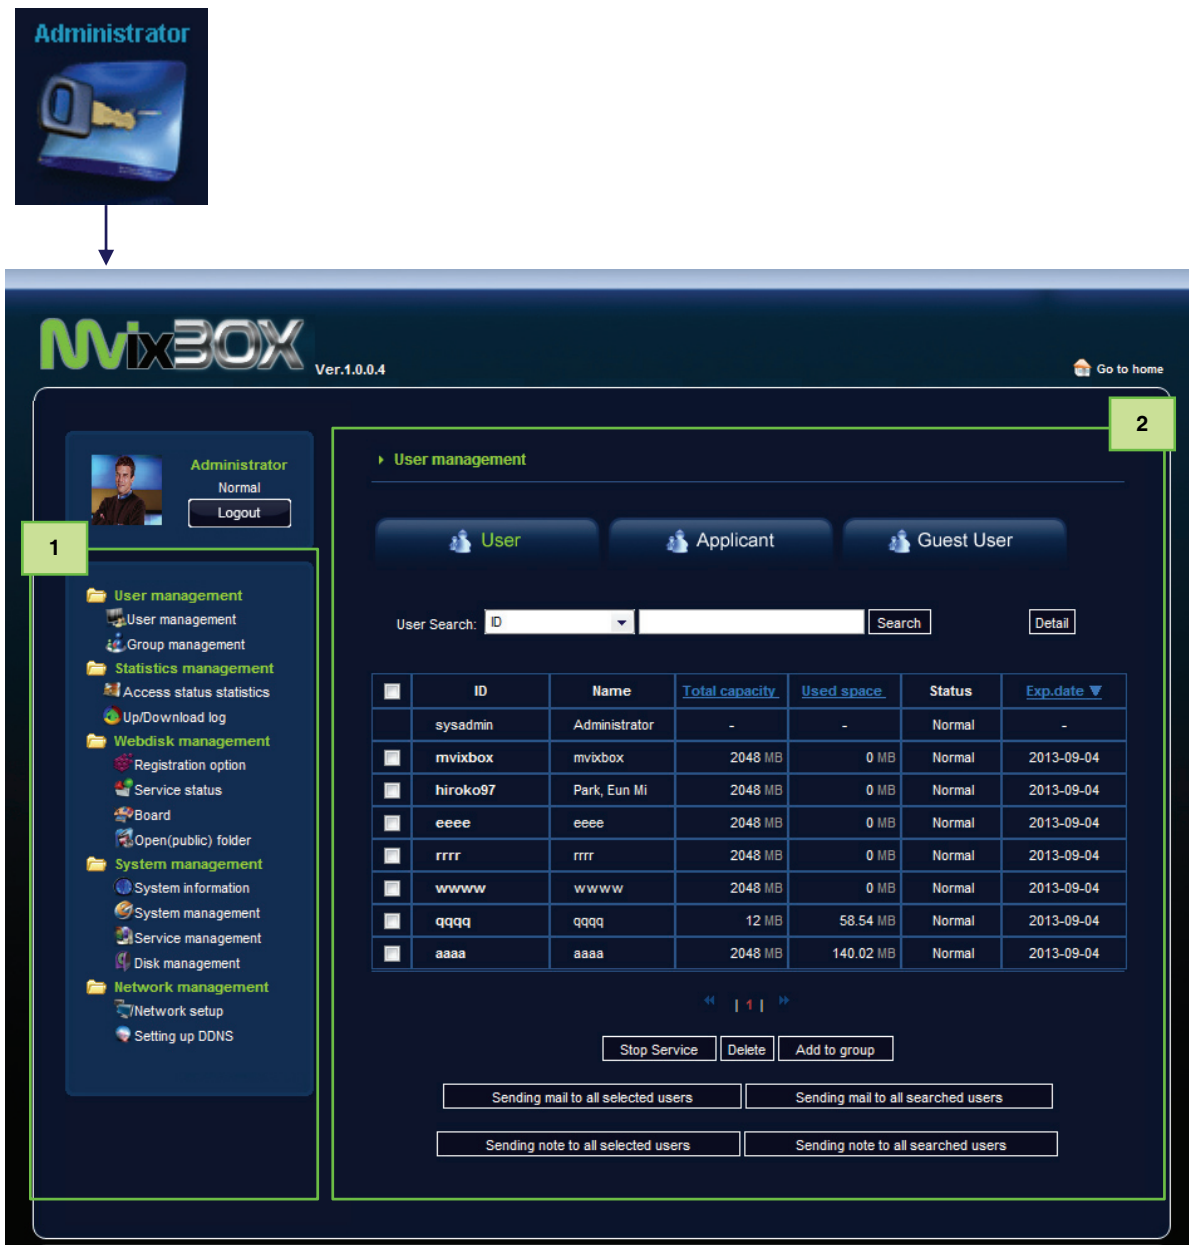 Administrator
MvixBOX Ver.1.0.0.4
Go to home
2
Administrator
Normal
Logout
1
User management
User management
Group management
Statistics management
Access status statistics
Up/Download log
Webdisk management
Registration option
Service status
Board
Open(public) folder
System management
System information
System management
Service management
Disk management
Network management
Network setup
Setting up DDNS
User management
User Applicant Guest User
User Search: ID Search Detail
ID Name Total capacity Used space Status Exp.date ▼
sysadmin Administrator - - Normal -
mvixbox mvixbox 2048 MB 0 MB Normal 2013-09-04
hiroko97 Park, Eun Mi 2048 MB 0 MB Normal 2013-09-04
eeee eeee 2048 MB 0 MB Normal 2013-09-04
rrrr rrrr 2048 MB 0 MB Normal 2013-09-04
wwww wwww 2048 MB 0 MB Normal 2013-09-04
qqqq qqqq 12 MB 58.54 MB Normal 2013-09-04
aaaa aaaa 2048 MB 140.02 MB Normal 2013-09-04
| 1 |
Stop Service Delete Add to group
Sending mail to all selected users Sending mail to all searched users
Sending note to all selected users Sending note to all searched users